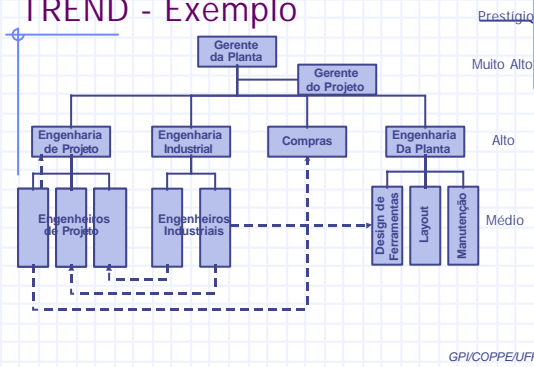 TREND - Exemplo
Prestígio
Gerente
da Planta
Muito Alto
Gerente
do Projeto
Engenharia
de Projeto
Engenharia
Industrial
Compras
Engenharia
Da Planta
Alto
Engenheiros
de Projeto
Engenheiros
Industriais
Design de
Ferramentas
Layout
Manutenção
Médio
GPI/COPPE/UFR